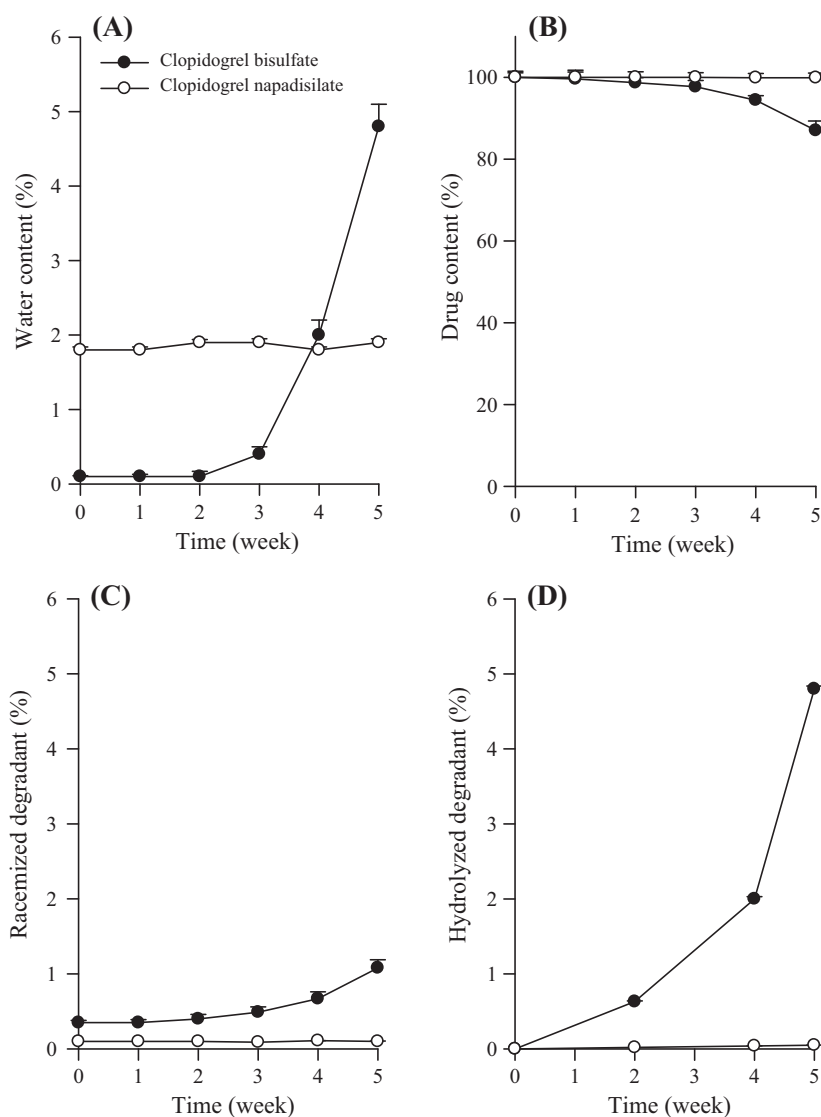 (A)
Clopidogrel bisulfate
Clopidogrel napadisilate
Water content (%)
6
5
4
3
2
1
0
0 1 2 3 4 5
Time (week)
(B)
Drug content (%)
100
80
60
40
20
0
0 1 2 3 4 5
Time (week)
(C)
Racemized degradant (%)
6
5
4
3
2
1
0
0 1 2 3 4 5
Time (week)
(D)
Hydrolyzed degradant (%)
6
5
4
3
2
1
0
0 1 2 3 4 5
Time (week)